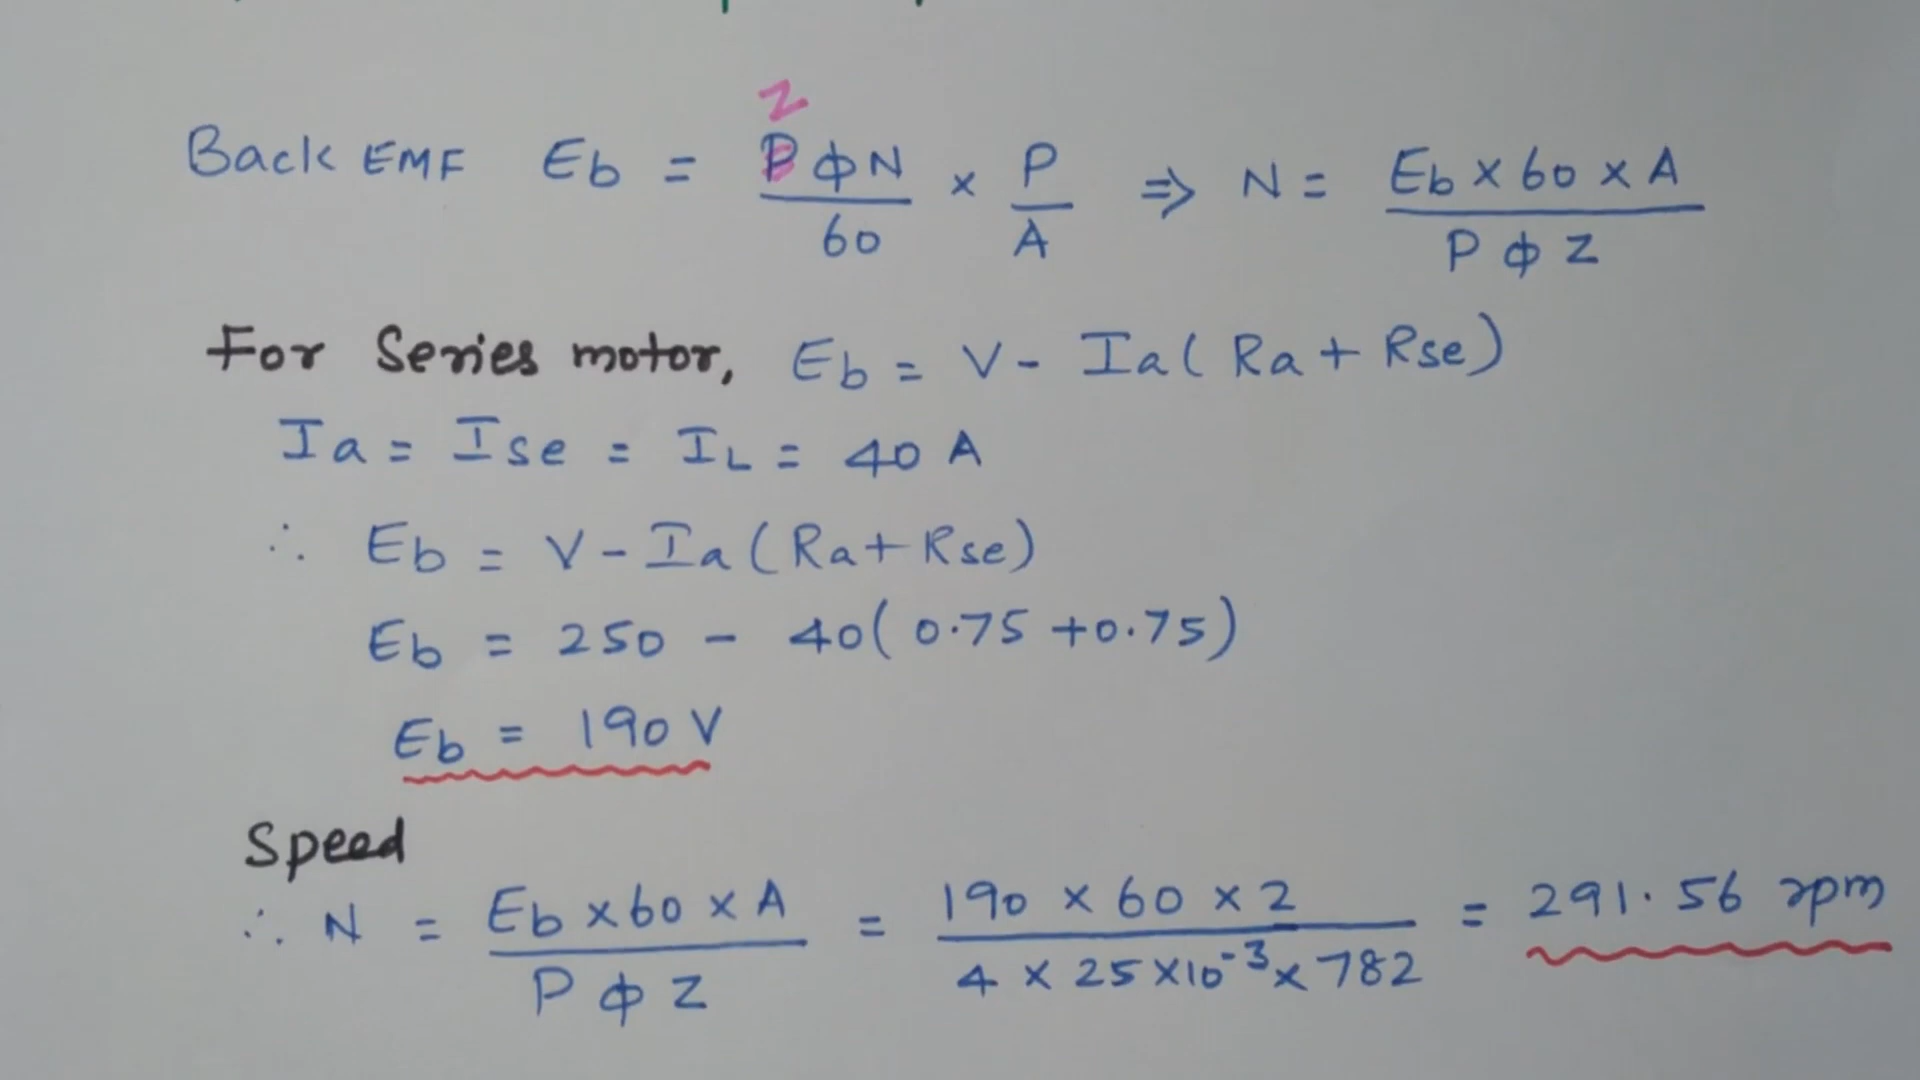 Back EMF Eb = ZΦN/60 × P/A ⇒ N = Eb × 60 × A / PΦZ
For Series motor, Eb = V - Ia(Ra + Rse)
Ia = Ise = IL = 40 A
∴ Eb = V - Ia(Ra + Rse)
Eb = 250 - 40(0.75 + 0.75)
Eb = 190 V
Speed
∴ N = Eb × 60 × A / PΦZ = 190 × 60 × 2 / 4 × 25 × 10⁻³ × 782 = 291.56 rpm